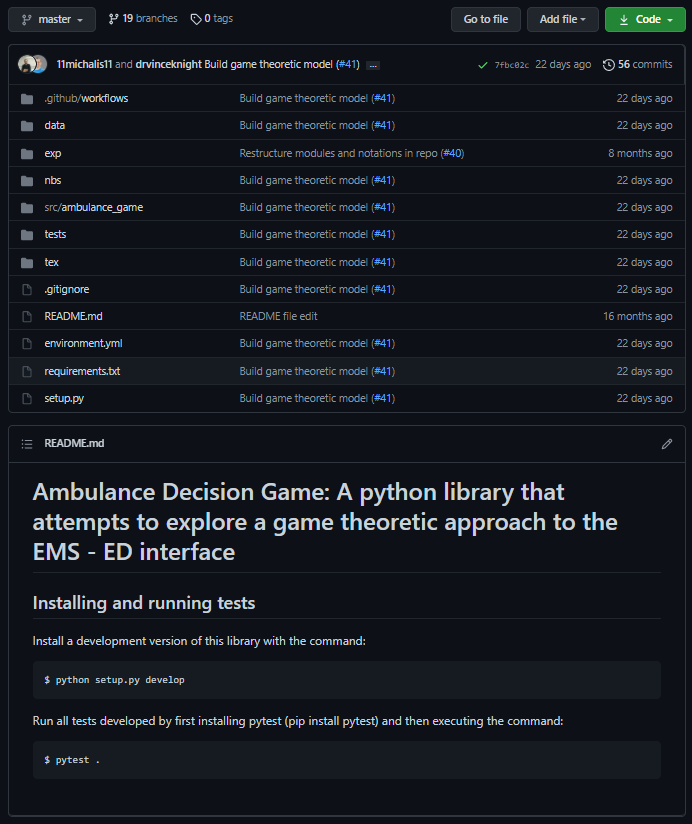 master 19 branches 0 tags Go to file Add file Code
11michalis11 and drvinceknight Build game theoretic model (#41) ... 7fbc02c 22 days ago 56 commits
.github/workflows Build game theoretic model (#41) 22 days ago
data Build game theoretic model (#41) 22 days ago
exp Restructure modules and notations in repo (#40) 8 months ago
nbs Build game theoretic model (#41) 22 days ago
src/ambulance_game Build game theoretic model (#41) 22 days ago
tests Build game theoretic model (#41) 22 days ago
tex Build game theoretic model (#41) 22 days ago
.gitignore Build game theoretic model (#41) 22 days ago
README.md README file edit 16 months ago
environment.yml Build game theoretic model (#41) 22 days ago
requirements.txt Build game theoretic model (#41) 22 days ago
setup.py Build game theoretic model (#41) 22 days ago
README.md
Ambulance Decision Game: A python library that
attempts to explore a game theoretic approach to the
EMS - ED interface
Installing and running tests
Install a development version of this library with the command:
$ python setup.py develop
Run all tests developed by first installing pytest (pip install pytest) and then executing the command:
$ pytest .